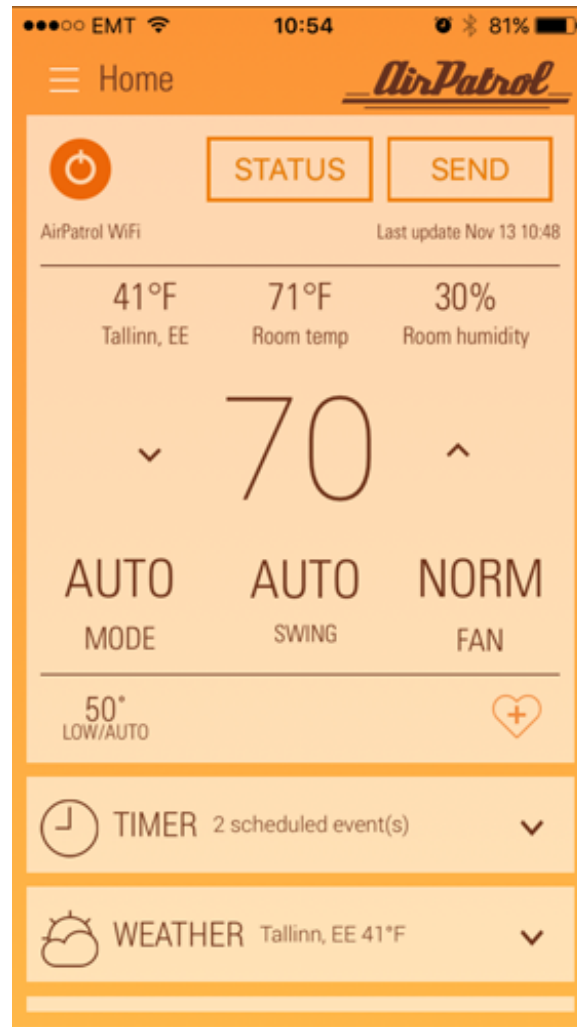 EMT 10:54 81%
Home AirPatrol
STATUS SEND
AirPatrol WiFi Last update Nov 13 10:48
41°F 71°F 30%
Tallinn, EE Room temp Room humidity
70
AUTO AUTO NORM
MODE SWING FAN
50°
LOW/AUTO
TIMER 2 scheduled event(s)
WEATHER Tallinn, EE 41°F